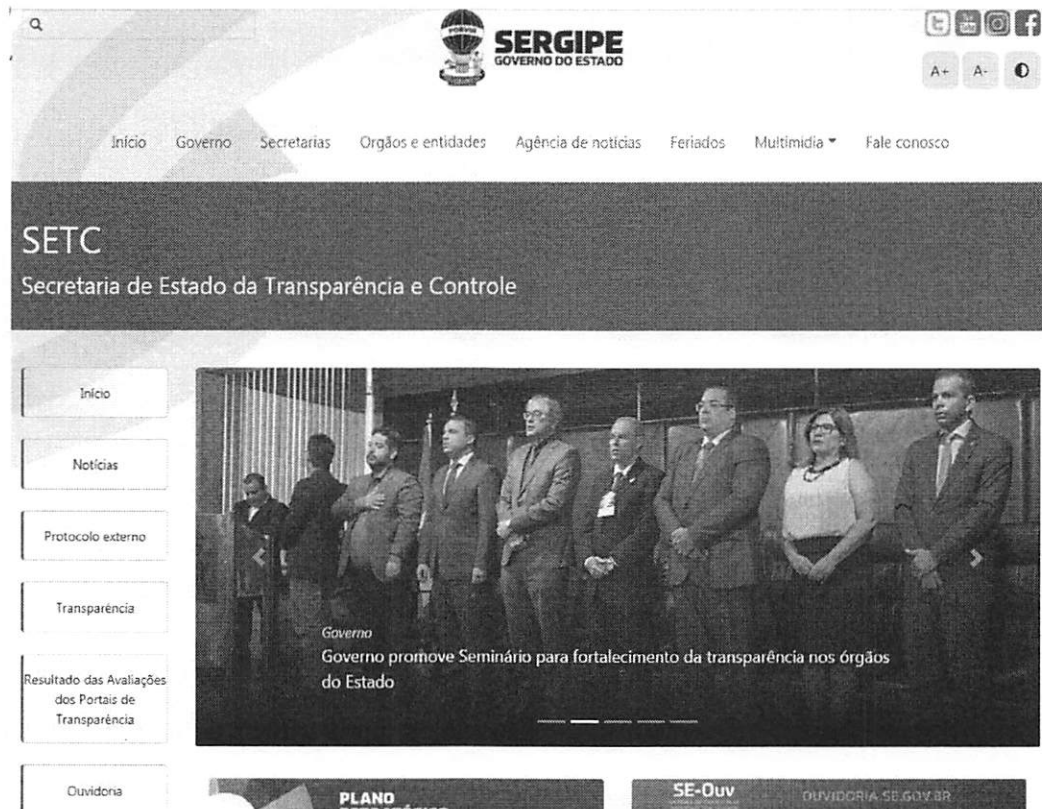 PORVIR
SERGIPE
GOVERNO DO ESTADO
A+ A-
Início Governo Secretarias Orgãos e entidades Agência de notícias Feriados Multimídia Fale conosco
SETC
Secretaria de Estado da Transparência e Controle
Início
Notícias
Protocolo externo
Transparência
Resultado das Avaliações
dos Portais de
Transparência
Ouvidoria
Governo
Governo promove Seminário para fortalecimento da transparência nos órgãos
do Estado
PLANO
SE-Ouv
OUVIDORIA.SE.GOV.BR